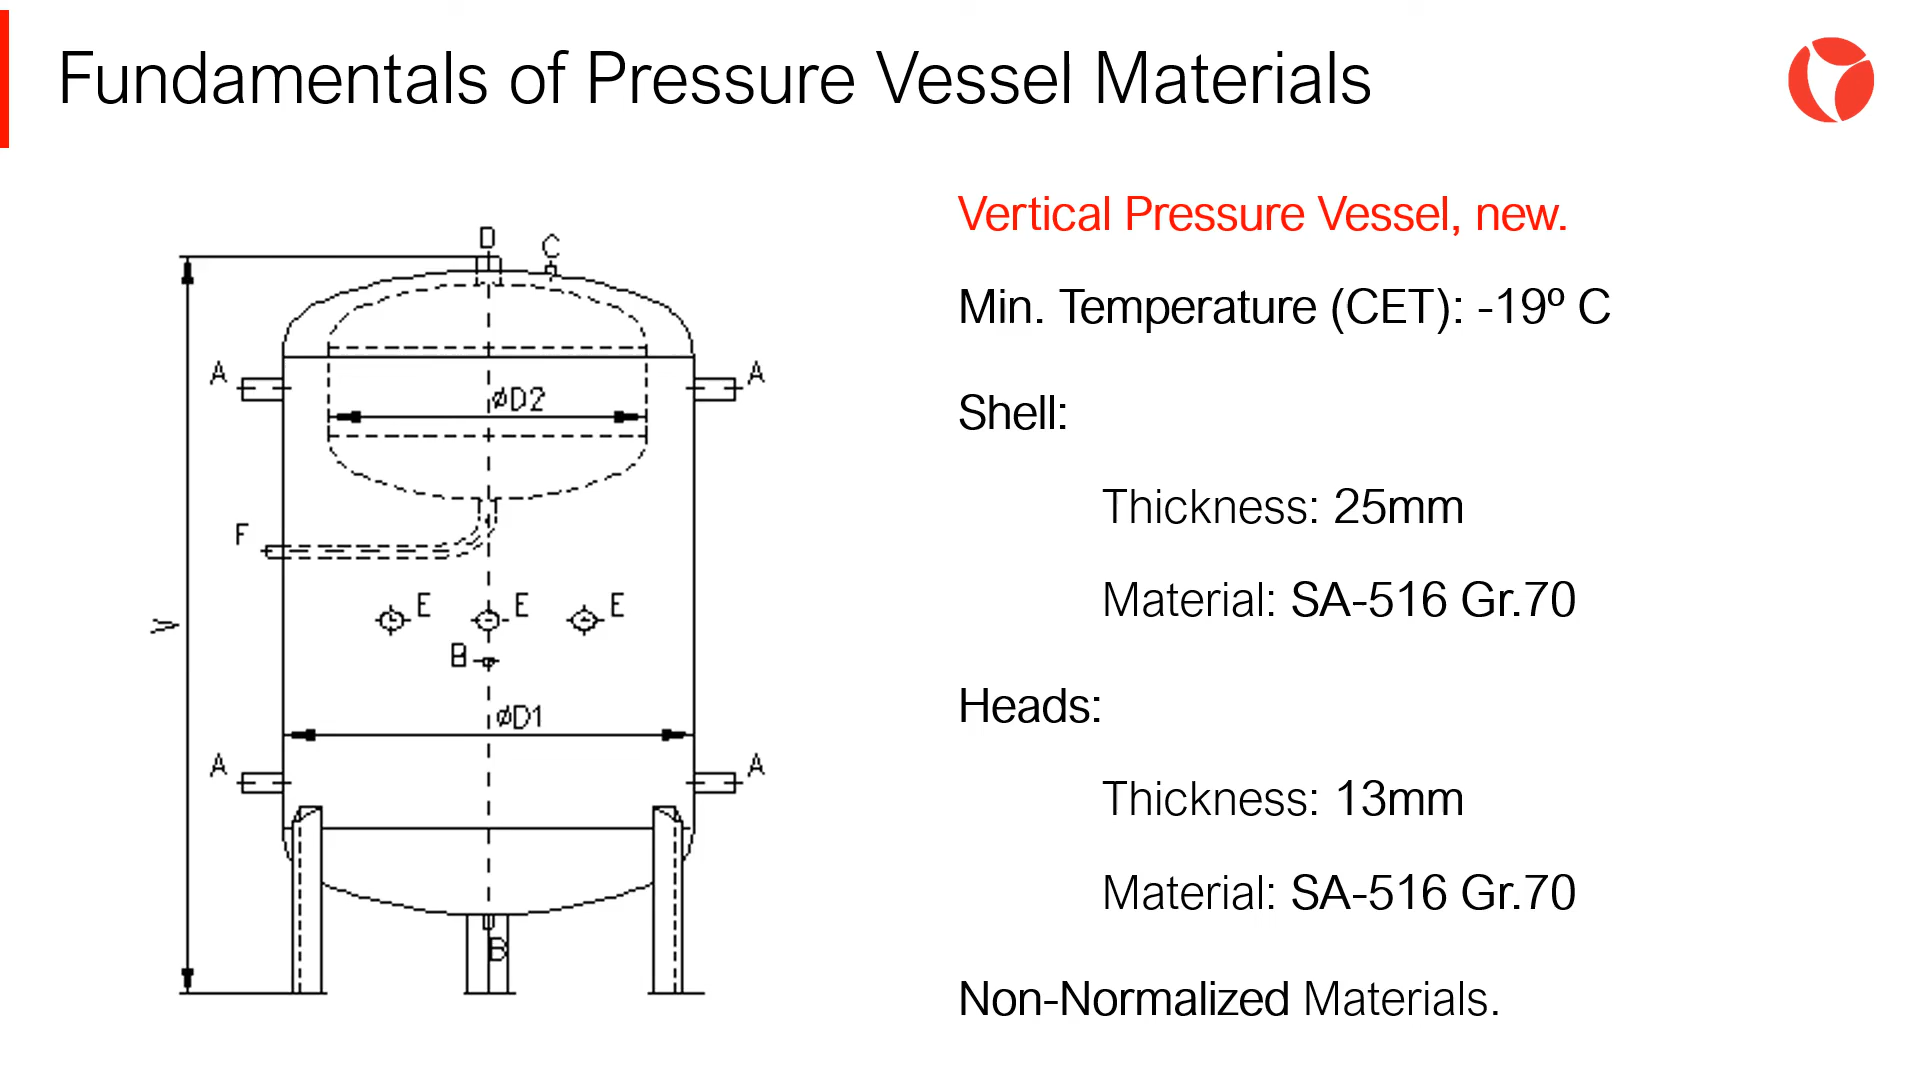 Fundamentals of Pressure Vessel Materials
Vertical Pressure Vessel, new.
Min. Temperature (CET): -19º C
Shell:
Thickness: 25mm
Material: SA-516 Gr.70
Heads:
Thickness: 13mm
Material: SA-516 Gr.70
Non-Normalized Materials.
D
C
A
A
øD2
F
E
E
E
V
B
øD1
A
A
B